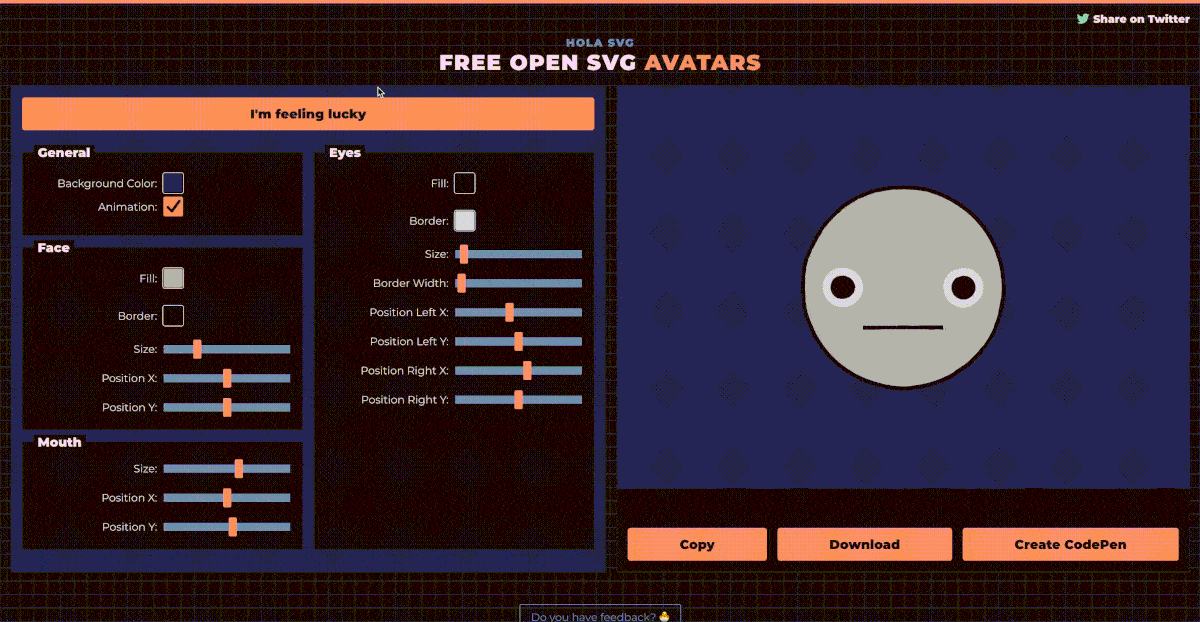 Share on Twitter
HOLA SVG
FREE OPEN SVG AVATARS
I'm feeling lucky
General
Background Color:
Animation:
Face
Fill:
Border:
Size:
Position X:
Position Y:
Mouth
Size:
Position X:
Position Y:
Eyes
Fill:
Border:
Size:
Border Width:
Position Left X:
Position Left Y:
Position Right X:
Position Right Y:
Copy
Download
Create CodePen
Do you have feedback? 🐣